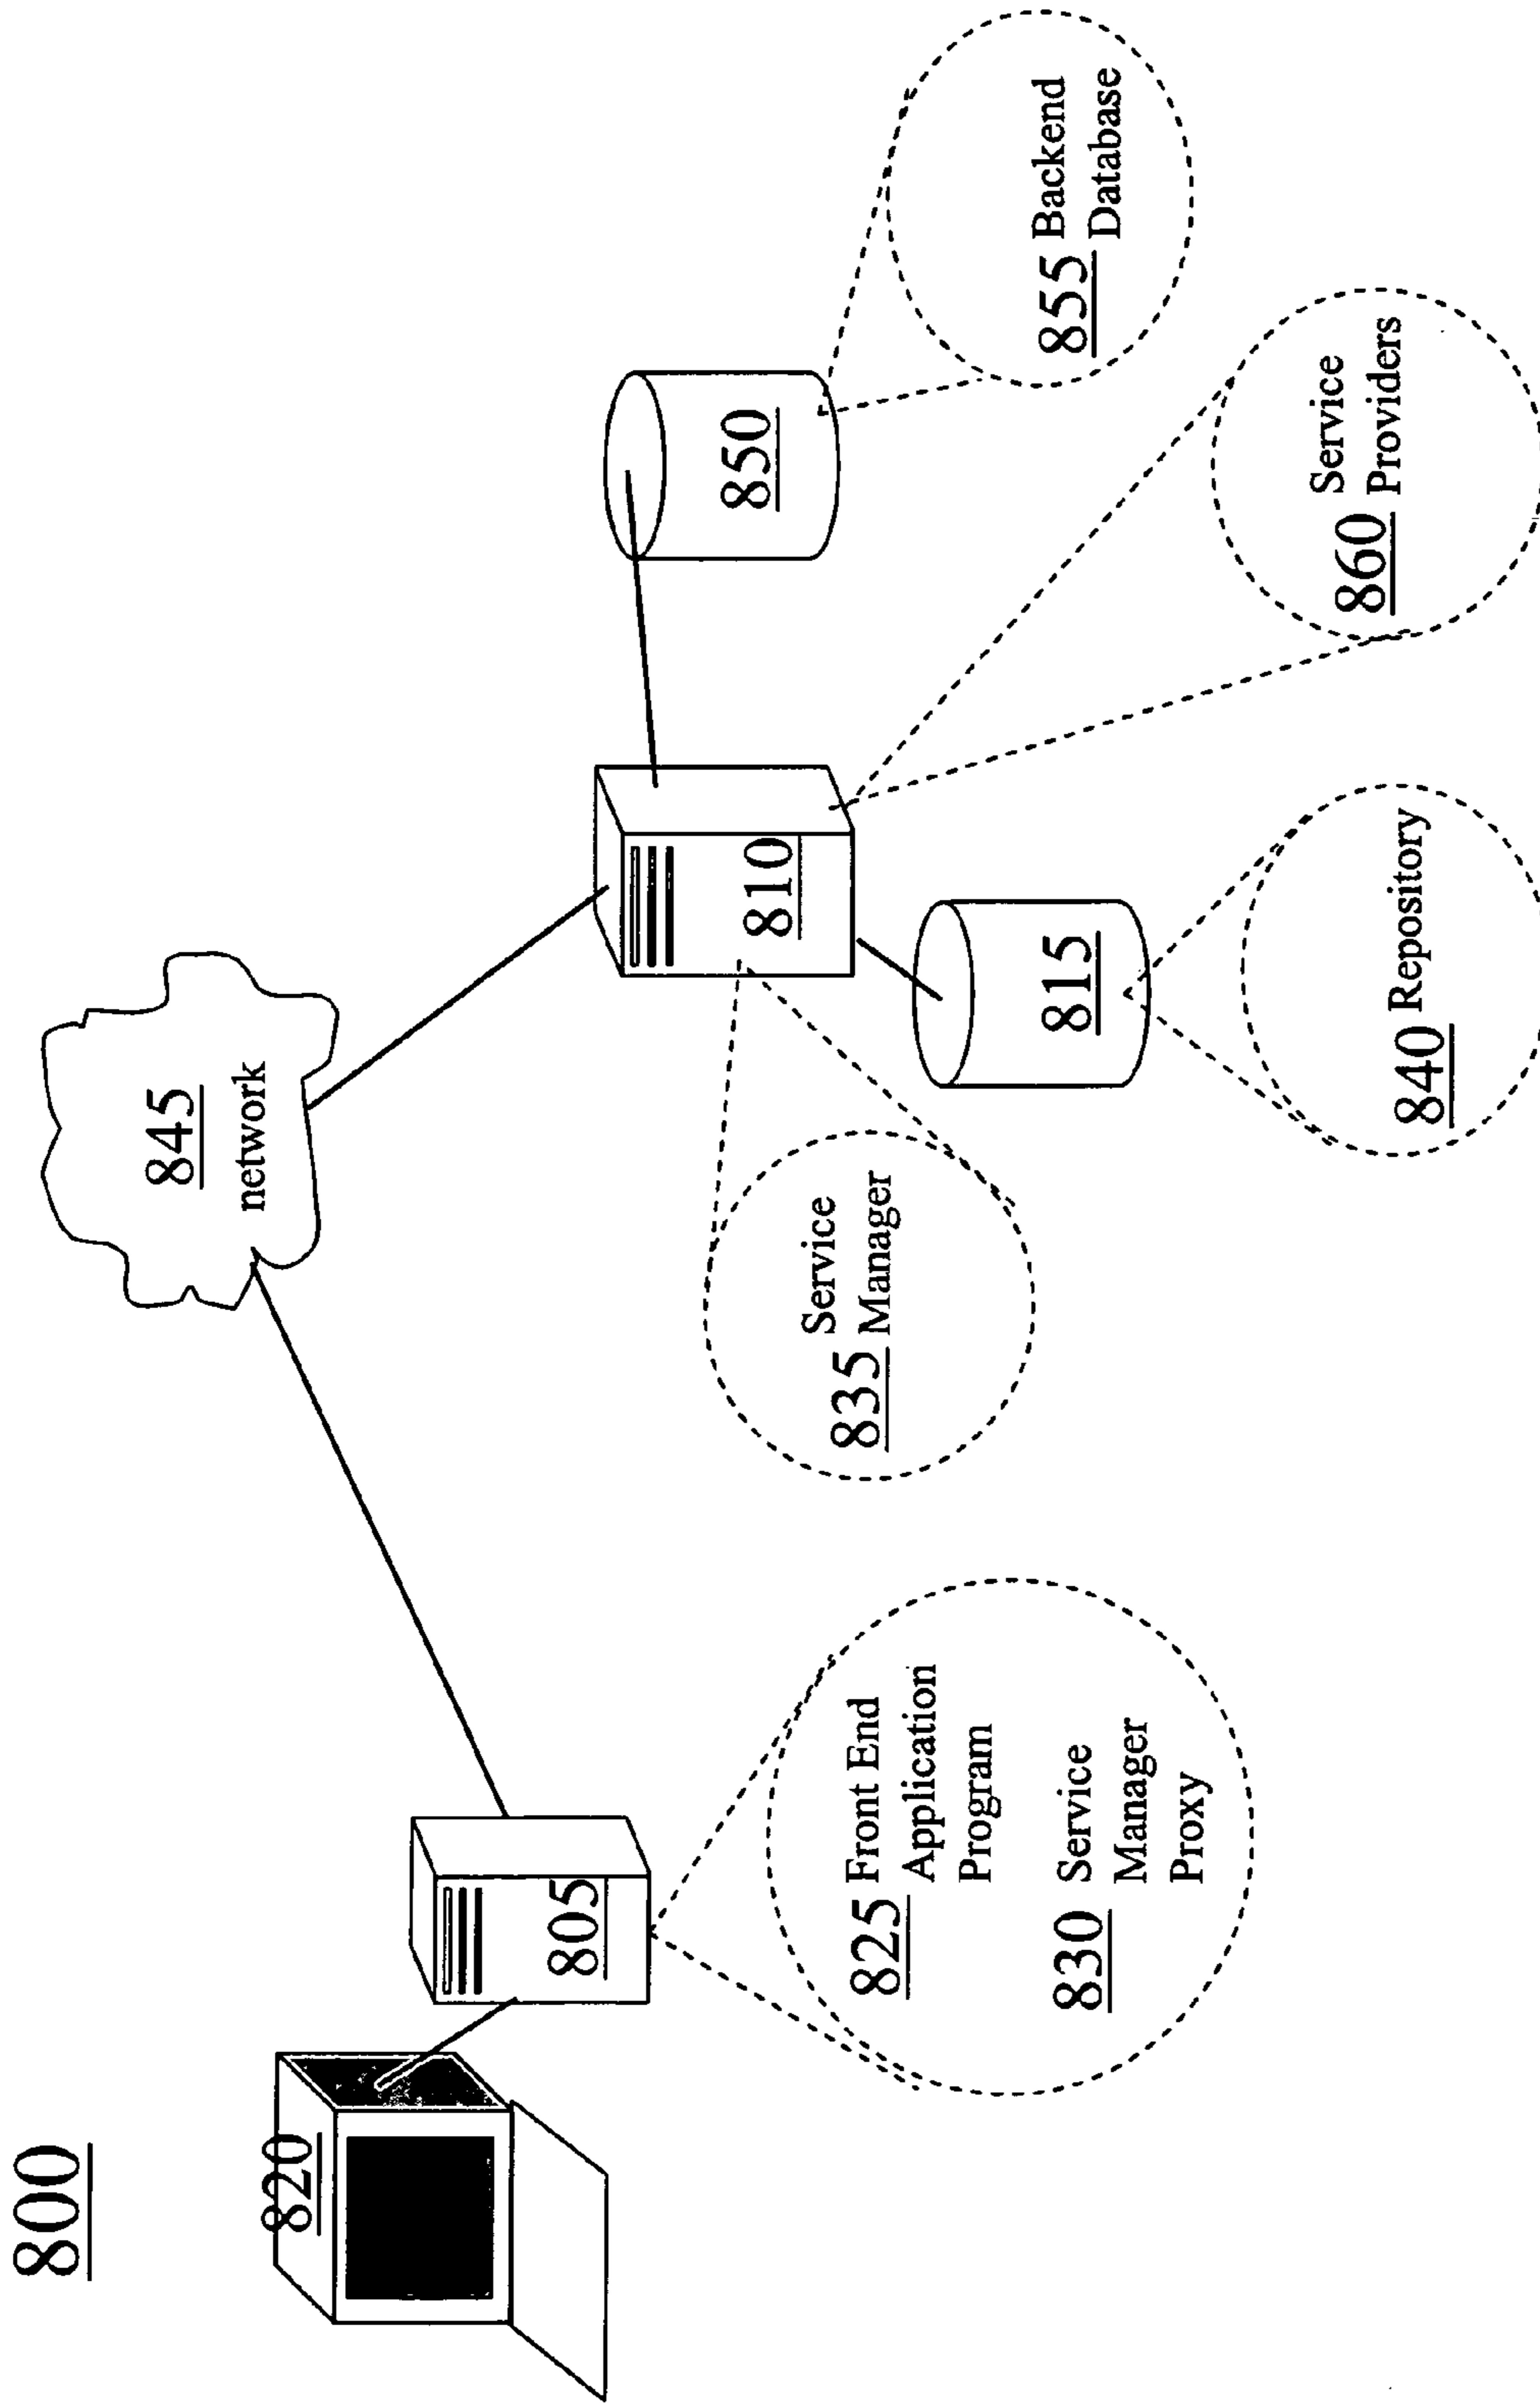 800
820
805
825 Front End
Application
Program
830 Service
Manager
Proxy
845
network
835 Service
Manager
810
815
840 Repository
850
855 Backend
Database
860 Service
Providers